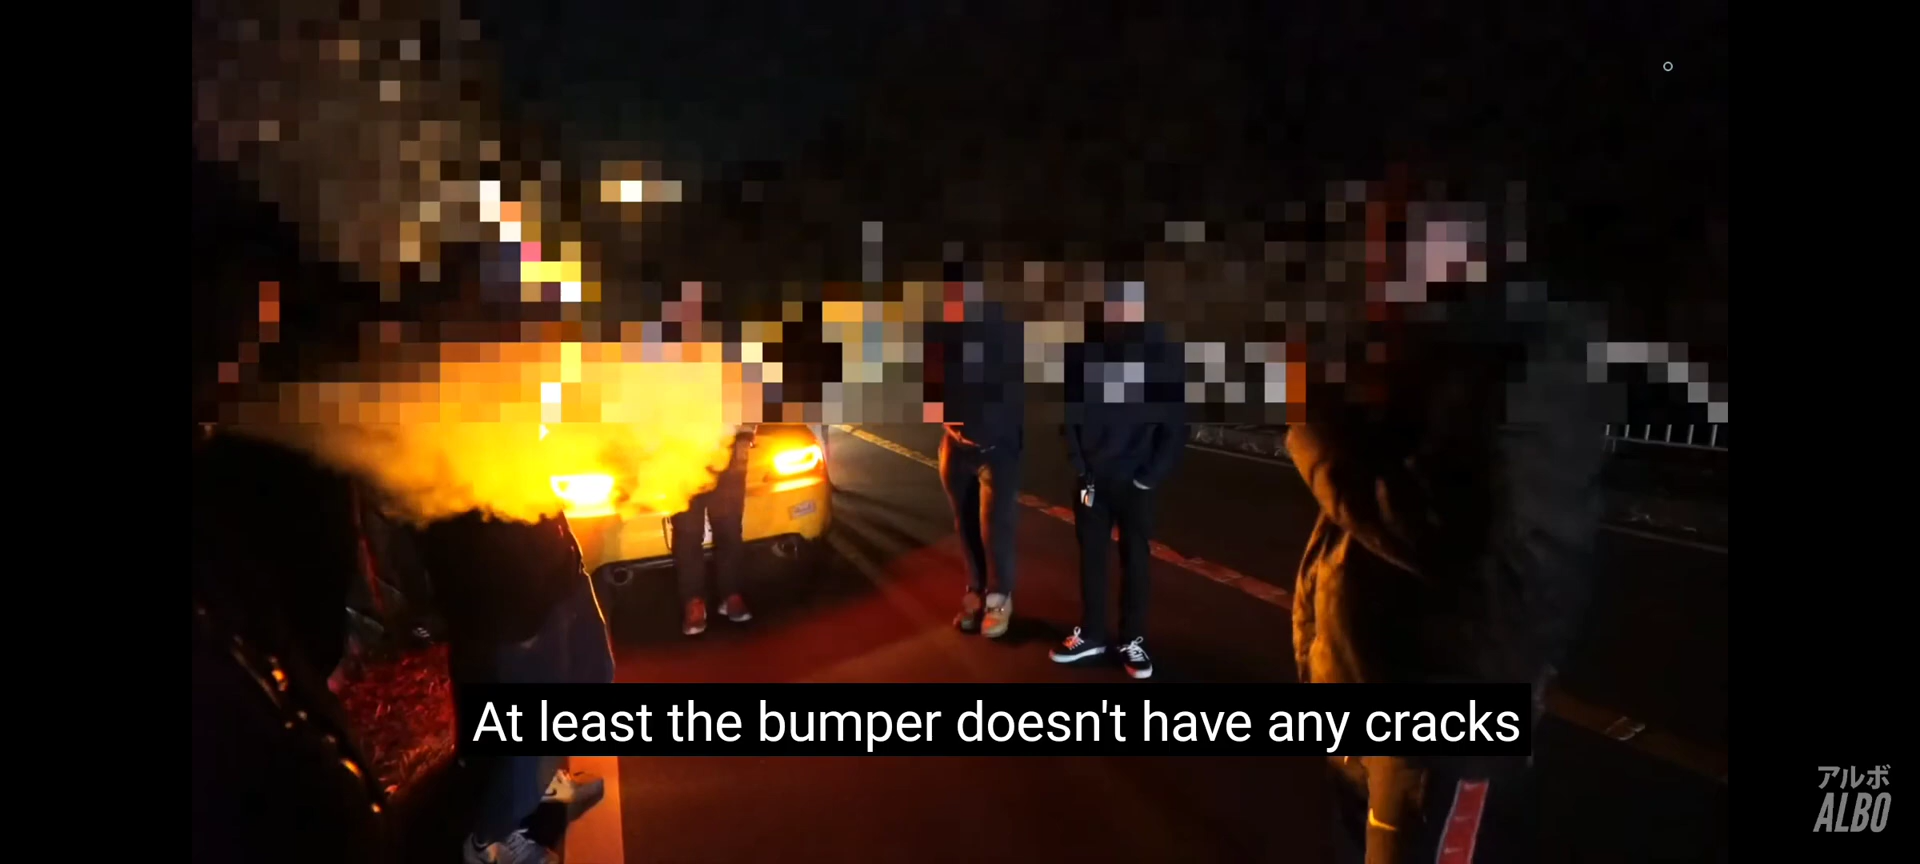 At least the bumper doesn't have any cracks
アルボ
ALBO